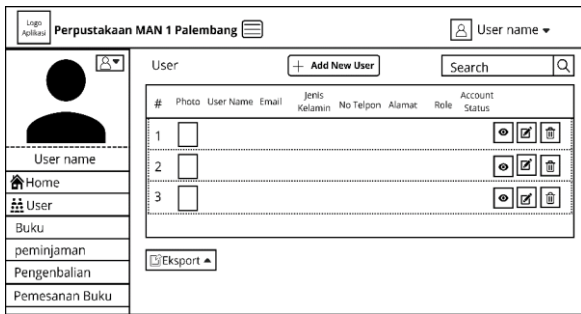 Logo
Aplikasi
Perpustakaan MAN 1 Palembang
User name
User
+ Add New User
Search
# Photo User Name Email Jenis Kelamin No Telpon Alamat Role Account Status
1
2
3
User name
Home
User
Buku
peminjaman
Pengenbalian
Pemesanan Buku
Eksport